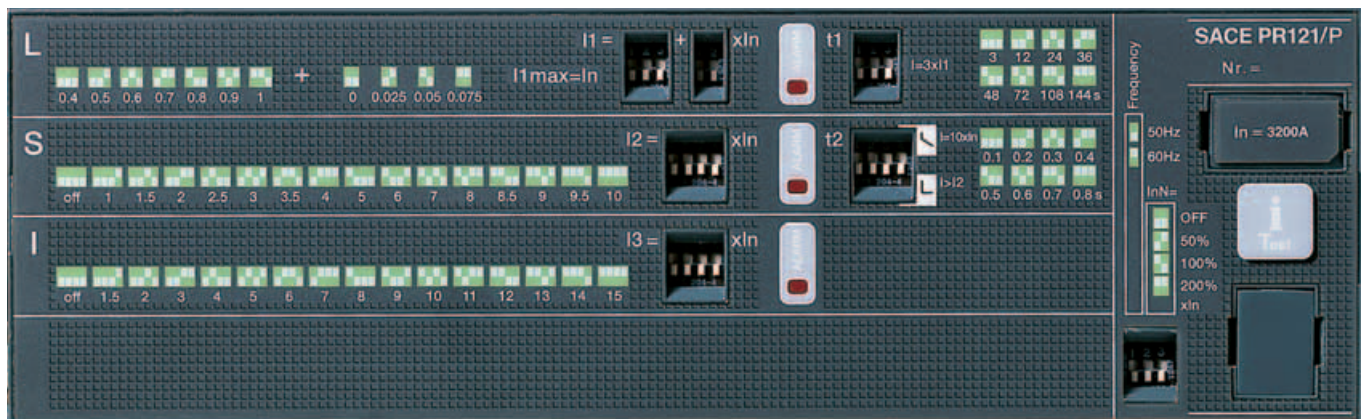 L
I1 =
+
xIn
t1
SACE PR121/P
Nr. =
I1max=In
I=3xI1
+
0.4 0.5 0.6 0.7 0.8 0.9 1
0 0.025 0.05 0.075
3 12 24 36
48 72 108 144 s
Frequency
50Hz
60Hz
In = 3200A
S
I2=
xIn
t2
I=10xIn
I>I2
off 1 1.5 2 2.5 3 3.5 4 5 6 7 8 8.5 9 9.5 10
0.1 0.2 0.3 0.4
0.5 0.6 0.7 0.8 s
InN=
OFF
50%
100%
200%
xIn
i
Test
I
I3=
xIn
off 1.5 2 3 4 5 6 7 8 9 10 11 12 13 14 15
1 2 3